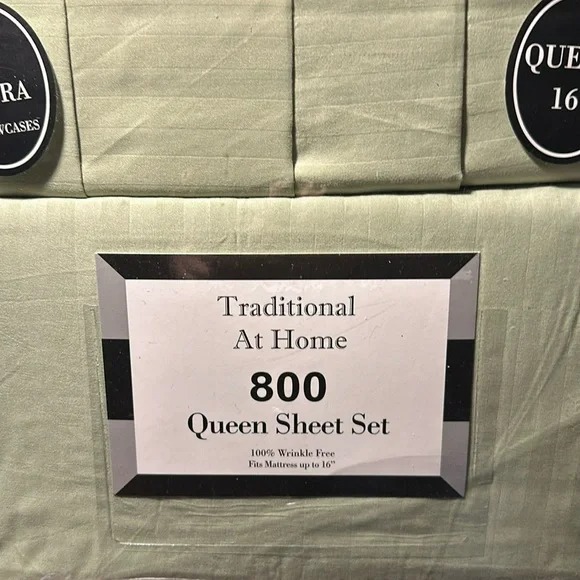 RA
QUE
16
Traditional
At Home
800
Queen Sheet Set
100% Wrinkle Free
Fits Mattress up to 16"